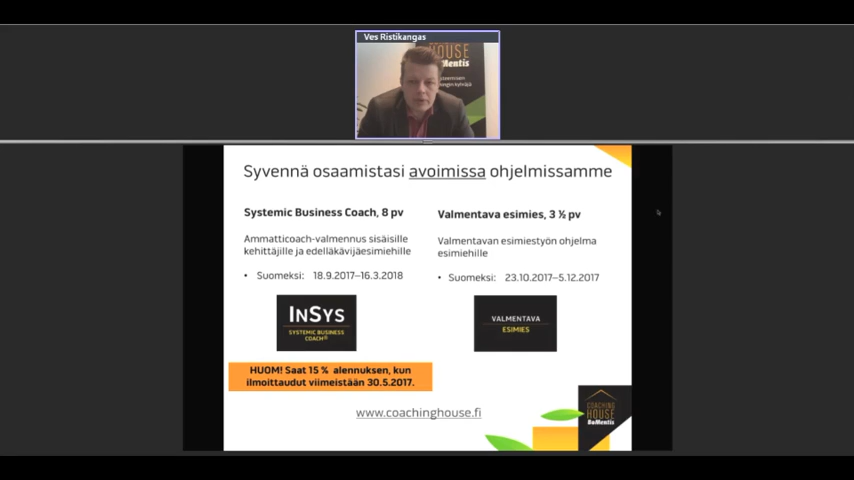 Ves Ristikangas
HOUSE
Mentis
Syvennä osaamistasi avoimissa ohjelmissamme
Systemic Business Coach, 8 pv
Ammatticoach-valmennus sisäisille
kehittäjille ja edelläkävijäesimiehille
• Suomeksi: 18.9.2017–16.3.2018
INSYS
SYSTEMIC BUSINESS
COACH®
HUOM! Saat 15 % alennuksen, kun
ilmoittaudut viimeistään 30.5.2017.
Valmentava esimies, 3 ½ pv
Valmentavan esimiestyön ohjelma
esimiehille
• Suomeksi: 23.10.2017–5.12.2017
VALMENTAVA
ESIMIES
www.coachinghouse.fi
COACHING
HOUSE
BoMentis